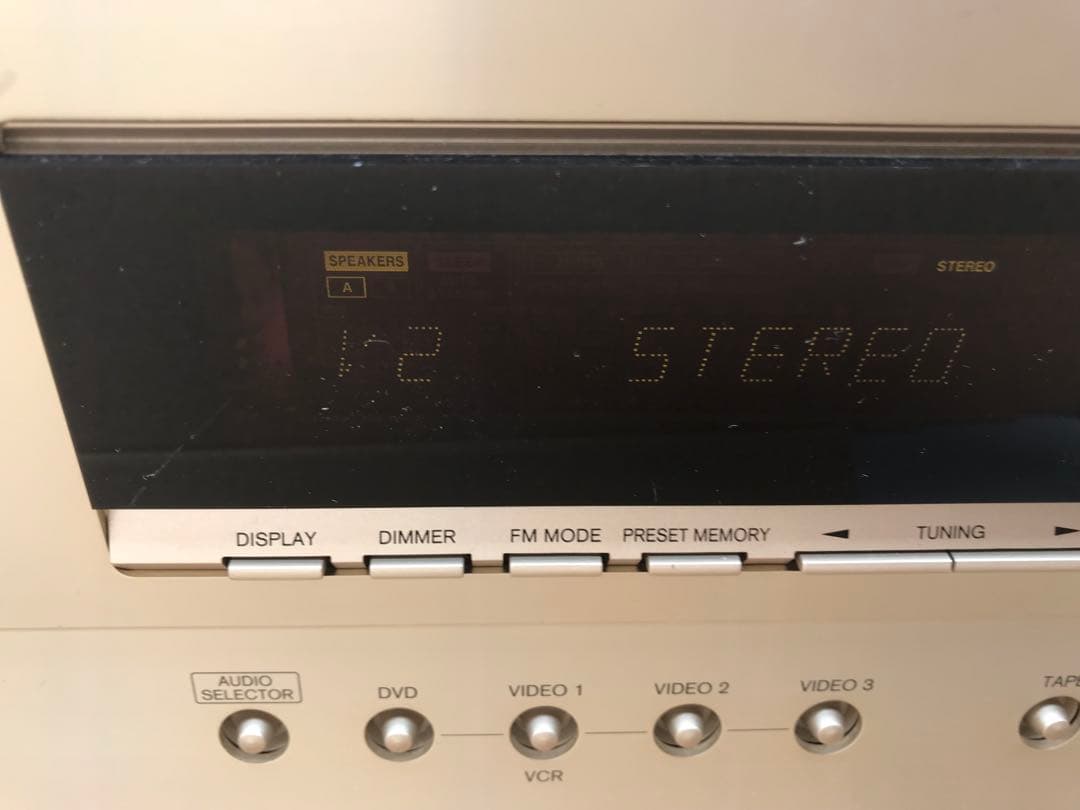 SPEAKERS
STEREO
A
STEREO
DISPLAY
DIMMER
FM MODE
PRESET MEMORY
◄ TUNING ►
AUDIO
SELECTOR
DVD
VIDEO 1
VIDEO 2
VIDEO 3
VCR